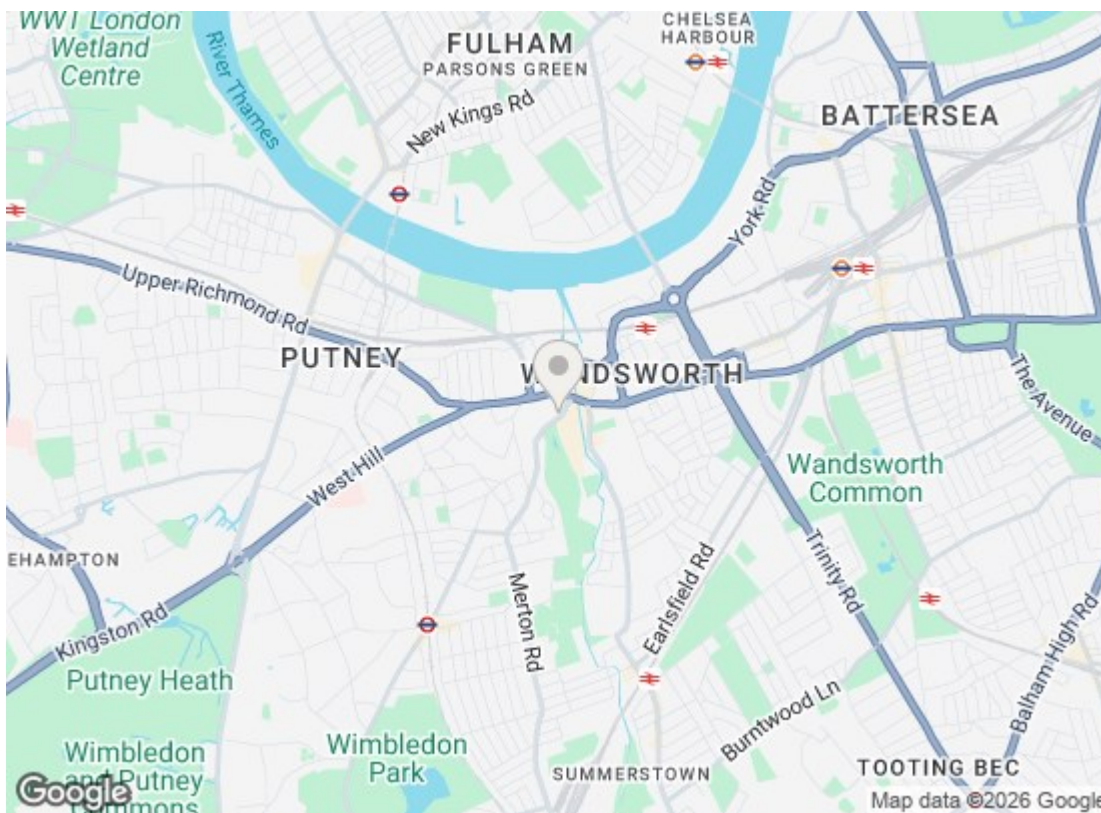 WWT London
Wetland
Centre
River Thames
FULHAM
PARSONS GREEN
New Kings Rd
CHELSEA
HARBOUR
BATTERSEA
York Rd
Upper Richmond Rd
PUTNEY
WANDSWORTH
The Avenue
West Hill
Wandsworth
Common
EHAMPTON
Kingston Rd
Merton Rd
Earlsfield Rd
Trinity Rd
Balham High Rd
Putney Heath
Burntwood Ln
Wimbledon
and Putney
Commons
Wimbledon
Park
SUMMERSTOWN
TOOTING BEC
Google
Map data ©2026 Google